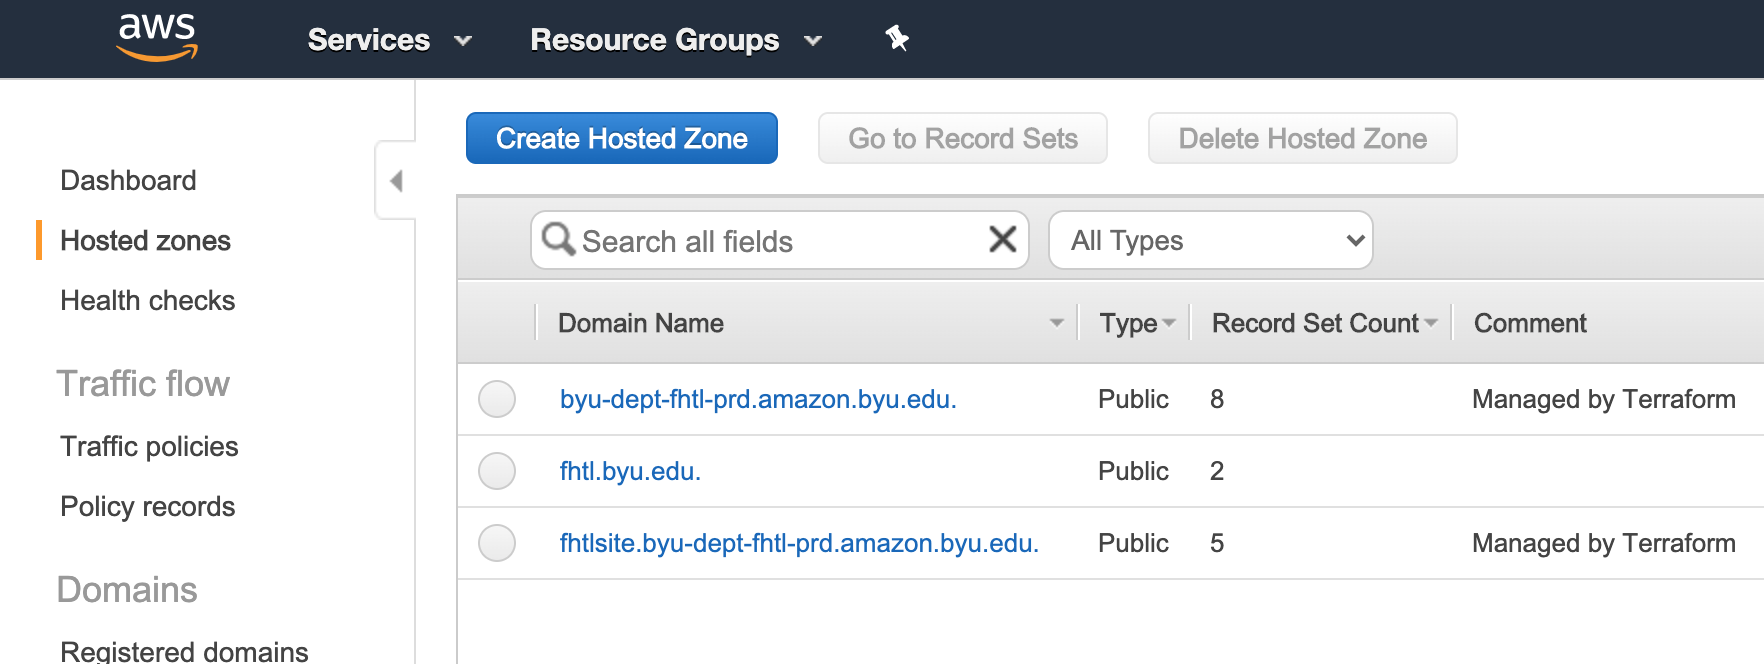 aws Services Resource Groups
Create Hosted Zone Go to Record Sets Delete Hosted Zone
Dashboard
Hosted zones
Health checks
Traffic flow
Traffic policies
Policy records
Domains
Registered domains
Search all fields All Types
Domain Name Type Record Set Count Comment
byu-dept-fhtl-prd.amazon.byu.edu. Public 8 Managed by Terraform
fhtl.byu.edu. Public 2
fhtlsite.byu-dept-fhtl-prd.amazon.byu.edu. Public 5 Managed by Terraform